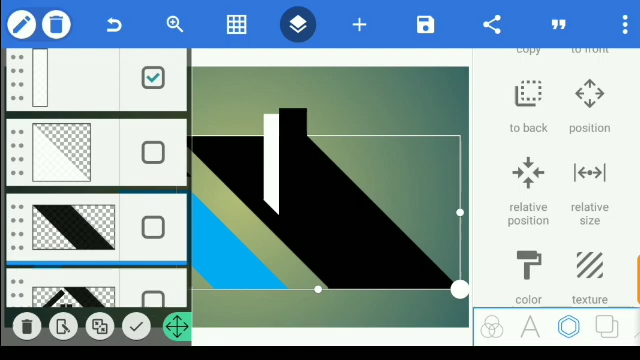 copy
to front
to back
position
relative
position
relative
size
color
texture